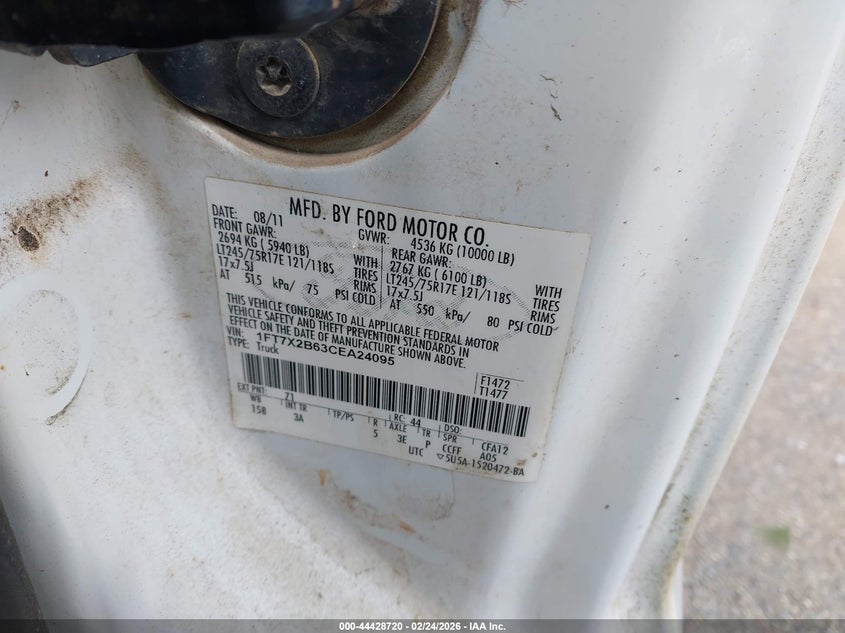 MFD. BY FORD MOTOR CO.
DATE: 08/11 GVWR: 4536 KG (10000 LB)
FRONT GAWR: REAR GAWR:
2694 KG ( 5940 LB) WITH 2767 KG ( 6100 LB) WITH
LT245/75R17E 121/118S TIRES LT245/75R17E 121/118S TIRES
17x7.5J RIMS 17x7.5J RIMS
AT 515 kPa/ 75 PSI COLD AT 550 kPa/ 80 PSI COLD
THIS VEHICLE CONFORMS TO ALL APPLICABLE FEDERAL MOTOR
VEHICLE SAFETY AND THEFT PREVENTION STANDARDS IN
EFFECT ON THE DATE OF MANUFACTURE SHOWN ABOVE.
VIN: 1FT7X2B63CEA24095
TYPE: Truck
F1472
T1477
EXT PNT: Z1 RC: 44 DSO:
WB INT TR TP/PS R AXLE TR SPR CFA12
158 3A 5 3E P CCFF A05
UTC ▽5U5A-1520472-BA
000-44428720 - 02/24/2026 - IAA Inc.